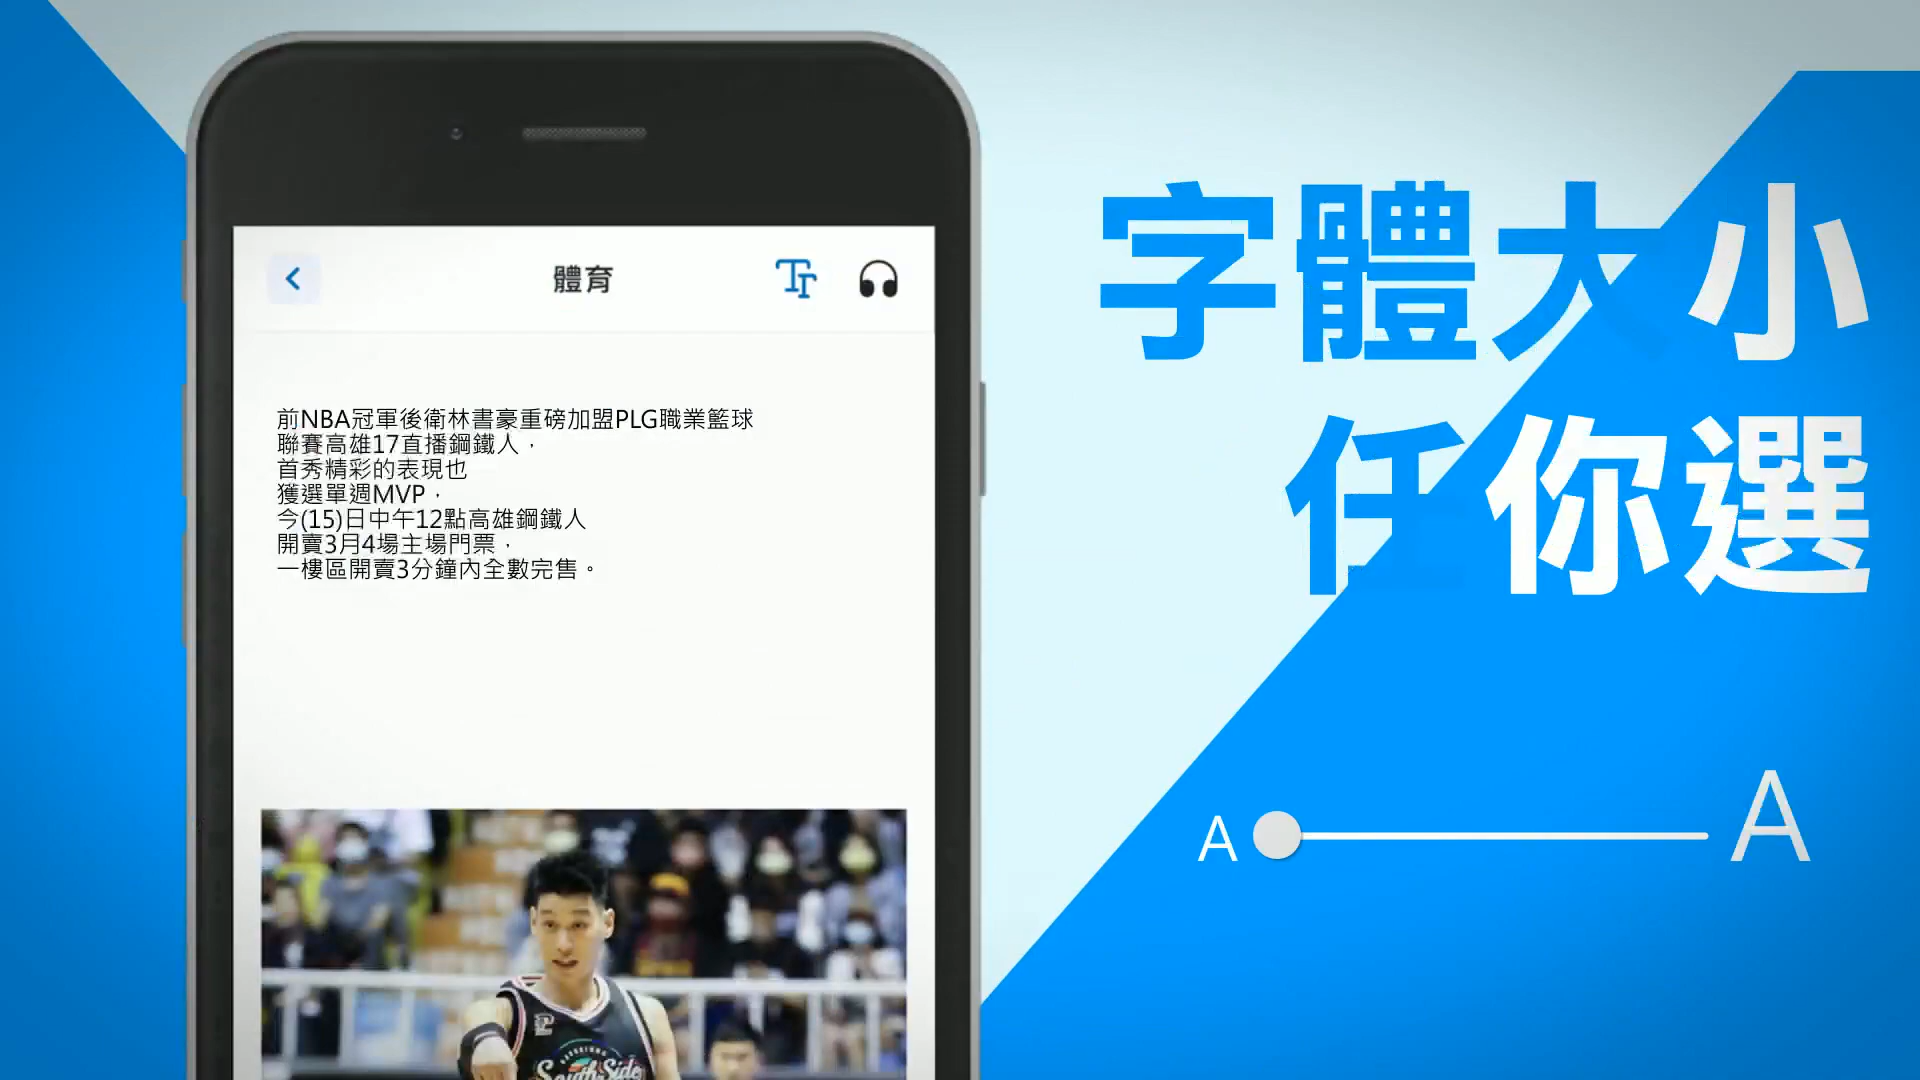 體育
前NBA冠軍後衛林書豪重磅加盟PLG職業籃球
聯賽高雄17直播鋼鐵人，
首秀精彩的表現也
獲選單週MVP，
今(15)日中午12點高雄鋼鐵人
開賣3月4場主場門票，
一樓區開賣3分鐘內全數完售。
South Side
字體大小
任你選
A A